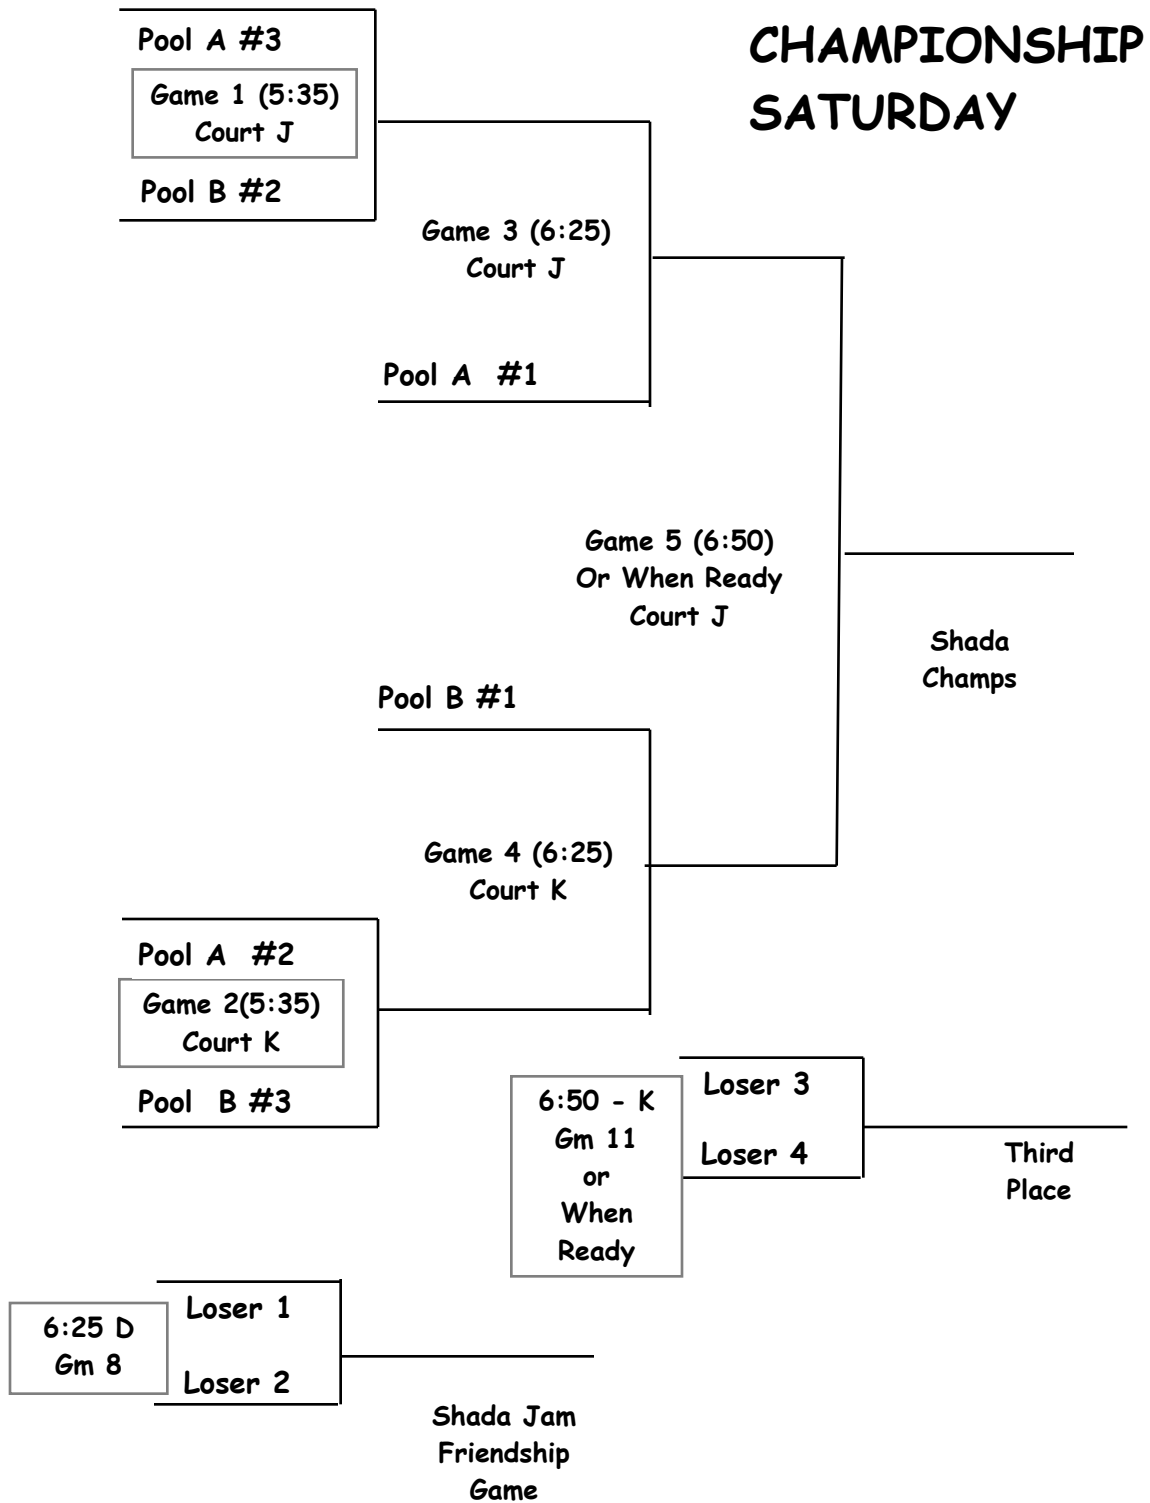 CHAMPIONSHIP
SATURDAY
Pool A #3
Game 1 (5:35)
Court J
Pool B #2
Game 3 (6:25)
Court J
Pool A #1
Game 5 (6:50)
Or When Ready
Court J
Shada
Champs
Pool B #1
Game 4 (6:25)
Court K
Pool A #2
Game 2(5:35)
Court K
Pool B #3
6:50 - K
Gm 11
or
When
Ready
Loser 3
Loser 4
Third
Place
6:25 D
Gm 8
Loser 1
Loser 2
Shada Jam
Friendship
Game